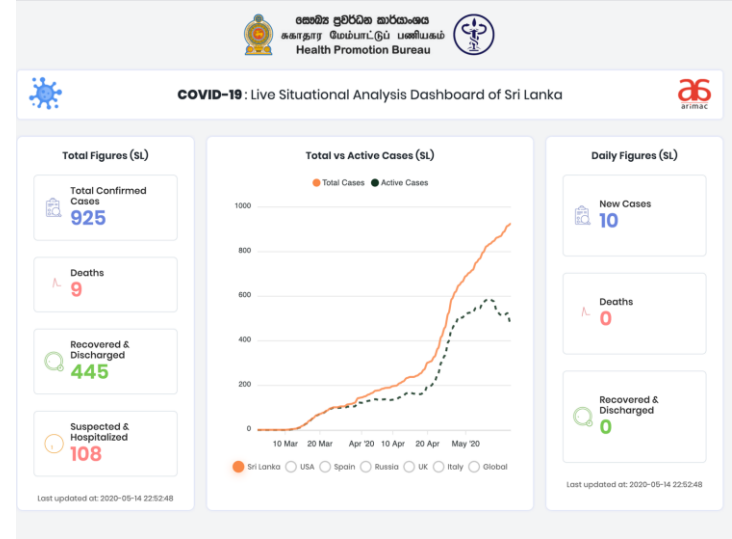 සෞඛ්‍ය ප්‍රවර්ධන කාර්යාංශය
சுகாதார மேம்பாட்டுப் பணியகம்
Health Promotion Bureau
COVID-19 : Live Situational Analysis Dashboard of Sri Lanka
arimac
Total Figures (SL)
Total Confirmed
Cases
925
Deaths
9
Recovered &
Discharged
445
Suspected &
Hospitalized
108
Last updated at: 2020-05-14 22:52:48
Total vs Active Cases (SL)
Total Cases Active Cases
1000
800
600
400
200
0
10 Mar 20 Mar Apr '20 10 Apr 20 Apr May '20
Sri Lanka USA Spain Russia UK Italy Global
Daily Figures (SL)
New Cases
10
Deaths
0
Recovered &
Discharged
0
Last updated at: 2020-05-14 22:52:48